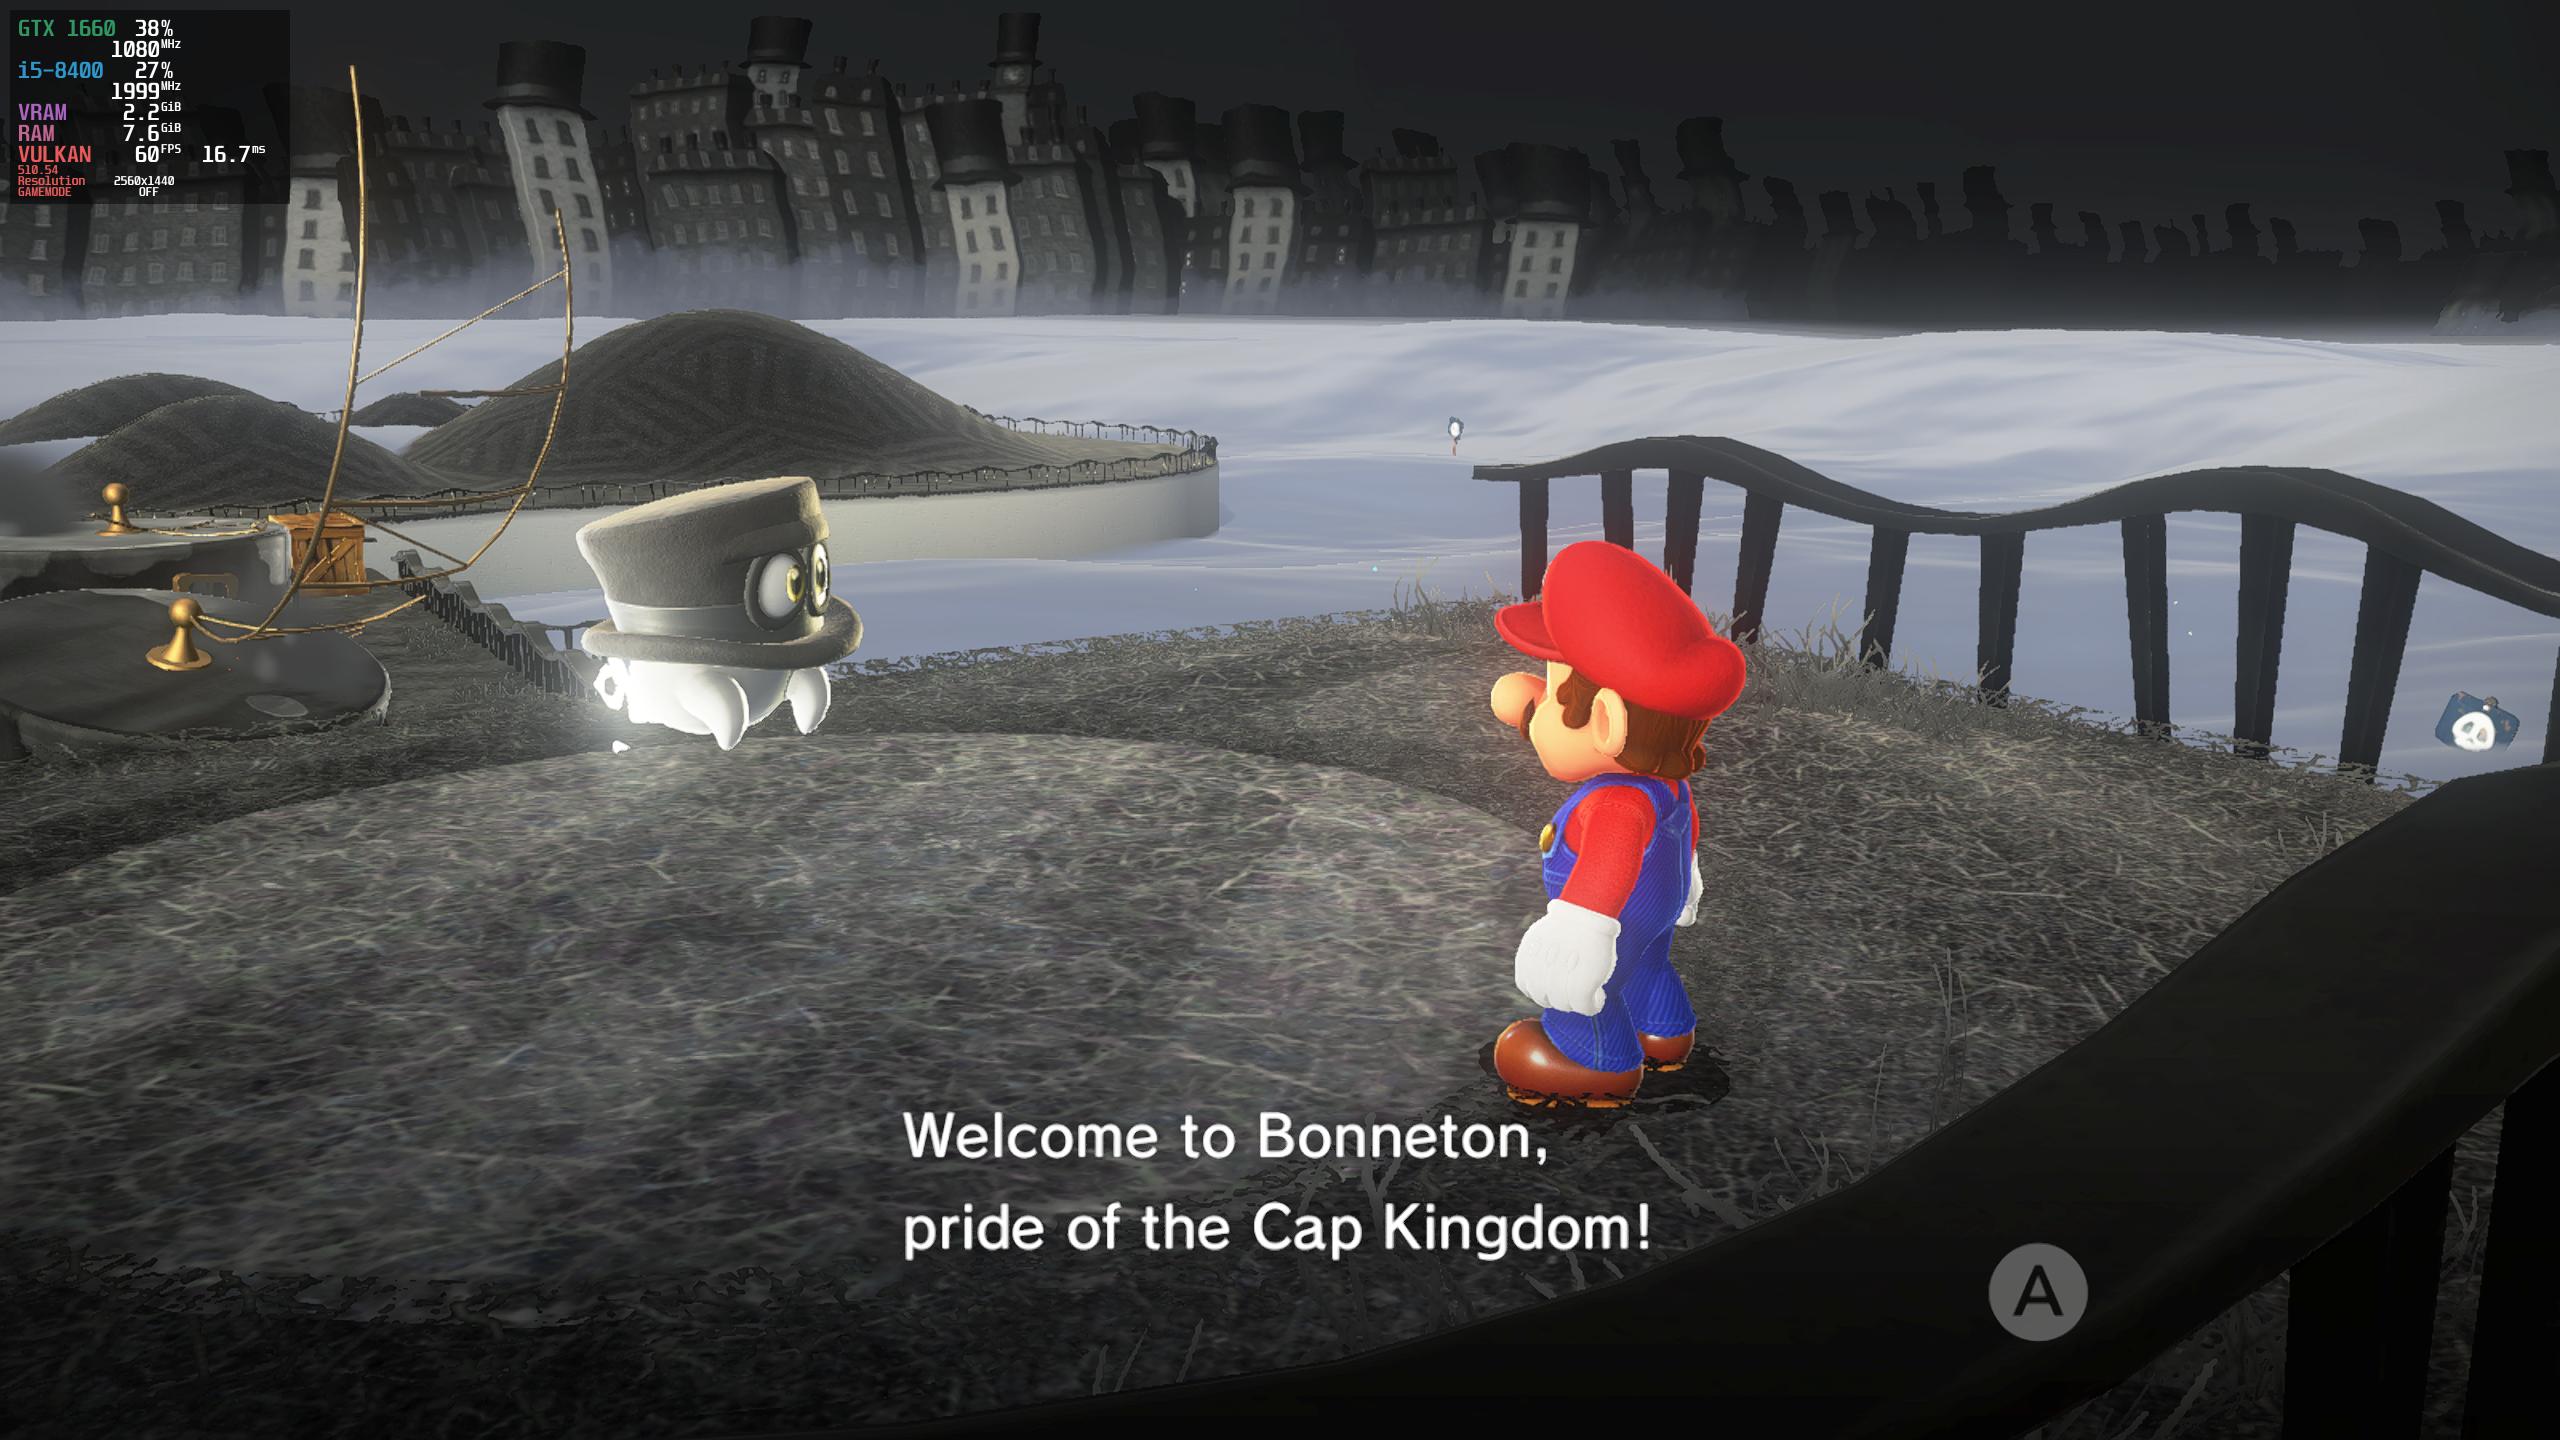 GTX 1660 38%
1080MHz
i5-8400 27%
1999MHz
VRAM 2.2GiB
RAM 7.6GiB
VULKAN 60FPS 16.7ms
510.54
Resolution 2560x1440
GAMEMODE OFF
Welcome to Bonneton,
pride of the Cap Kingdom!
A